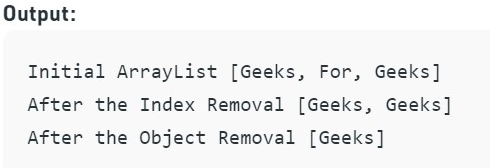 Output:
Initial ArrayList [Geeks, For, Geeks]
After the Index Removal [Geeks, Geeks]
After the Object Removal [Geeks]